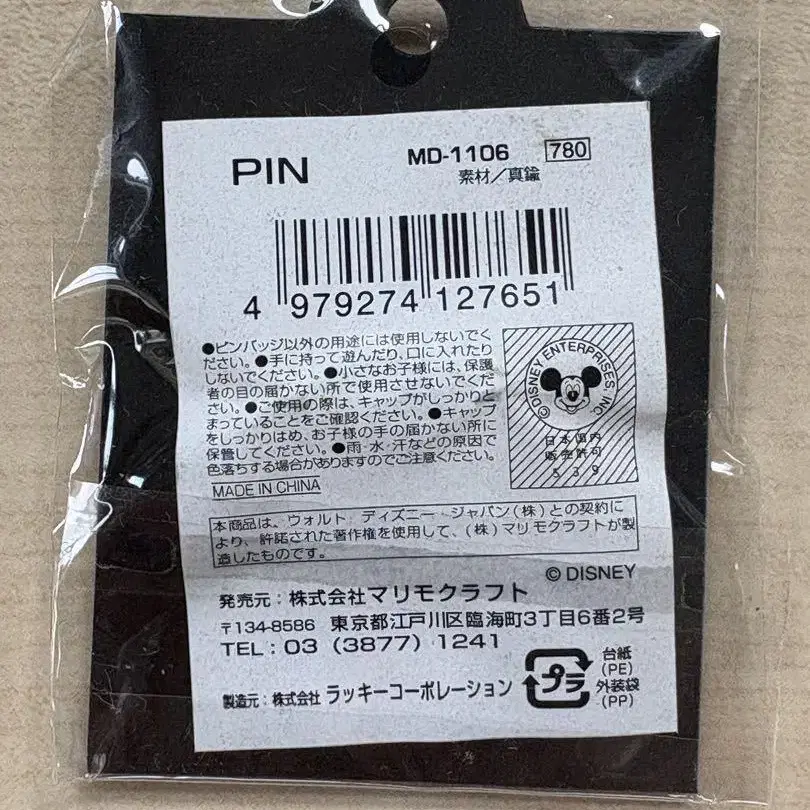 PIN
MD-1106 780
素材／真鍮
4 979274 127651
●ピンバッジ以外の用途には使用しないでく
ださい。●手に持って遊んだり、口に入れたり
しないでください。●小さなお子様には、保護
者の目の届かない所で使用させないでくだ
さい。●ご使用の際は、キャップがしっかりと
まっていることをご確認ください。●キャップ
をしっかりはめ、お子様の手の届かない所に
保管してください。●雨・水・汗などの原因で
色落ちする場合がありますのでご注意ください。
MADE IN CHINA
©DISNEY ENTERPRISES INC.
日本国内
販売許可
539
本商品は、ウォルト ディズニー ジャパン(株)との契約に
より、許諾された著作権を使用して、(株)マリモクラフトが製
造したものです。
© DISNEY
発売元：株式会社マリモクラフト
〒134-8586 東京都江戸川区臨海町3丁目6番2号
TEL：03 (3877) 1241
製造元：株式会社 ラッキーコーポレーション
プラ
台紙
(PE)
外装袋
(PP)